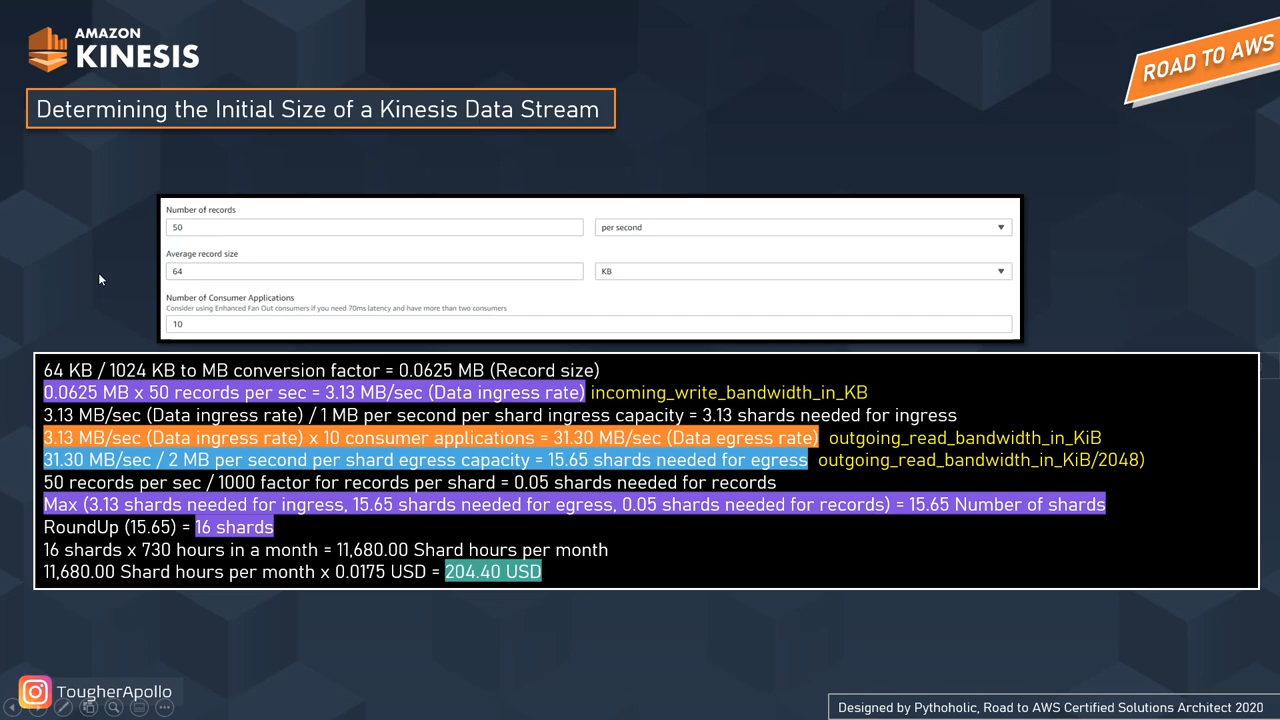 AMAZON
KINESIS
ROAD TO AWS
Determining the Initial Size of a Kinesis Data Stream
Number of records
50 per second
Average record size
64 KB
Number of Consumer Applications
Consider using Enhanced Fan Out consumers if you need 70ms latency and have more than two consumers
10
64 KB / 1024 KB to MB conversion factor = 0.0625 MB (Record size)
0.0625 MB x 50 records per sec = 3.13 MB/sec (Data ingress rate) incoming_write_bandwidth_in_KB
3.13 MB/sec (Data ingress rate) / 1 MB per second per shard ingress capacity = 3.13 shards needed for ingress
3.13 MB/sec (Data ingress rate) x 10 consumer applications = 31.30 MB/sec (Data egress rate) outgoing_read_bandwidth_in_KiB
31.30 MB/sec / 2 MB per second per shard egress capacity = 15.65 shards needed for egress outgoing_read_bandwidth_in_KiB/2048)
50 records per sec / 1000 factor for records per shard = 0.05 shards needed for records
Max (3.13 shards needed for ingress, 15.65 shards needed for egress, 0.05 shards needed for records) = 15.65 Number of shards
RoundUp (15.65) = 16 shards
16 shards x 730 hours in a month = 11,680.00 Shard hours per month
11,680.00 Shard hours per month x 0.0175 USD = 204.40 USD
TougherApollo
Designed by Pythoholic, Road to AWS Certified Solutions Architect 2020